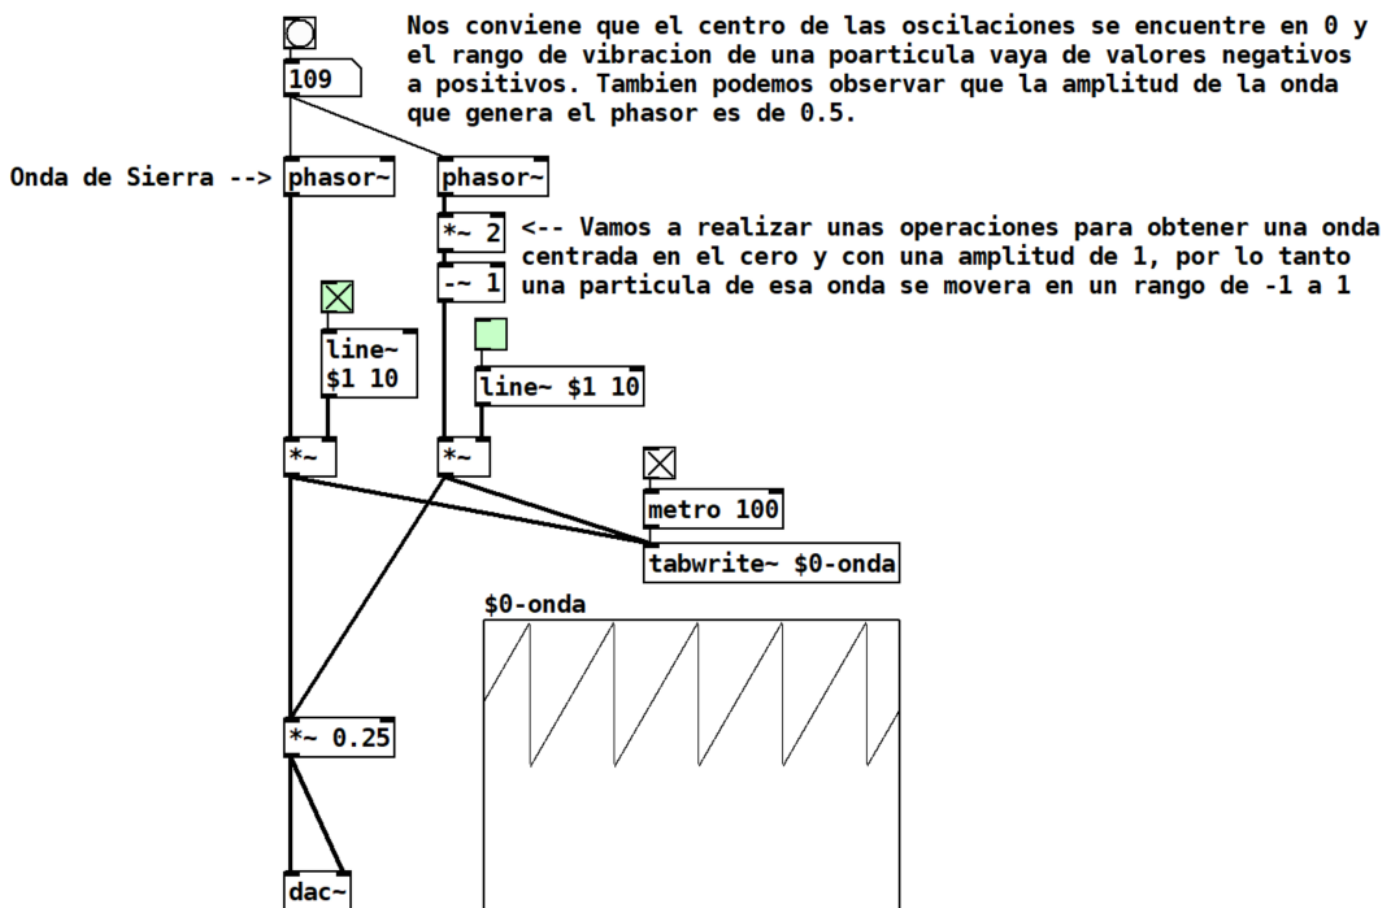 Nos conviene que el centro de las oscilaciones se encuentre en 0 y
el rango de vibracion de una poarticula vaya de valores negativos
a positivos. Tambien podemos observar que la amplitud de la onda
que genera el phasor es de 0.5.
109
Onda de Sierra --> phasor~ phasor~
*~ 2
<-- Vamos a realizar unas operaciones para obtener una onda
centrada en el cero y con una amplitud de 1, por lo tanto
una particula de esa onda se movera en un rango de -1 a 1
-~ 1
line~
$1 10
line~ $1 10
*~ *~
metro 100
tabwrite~ $0-onda
$0-onda
*~ 0.25
dac~